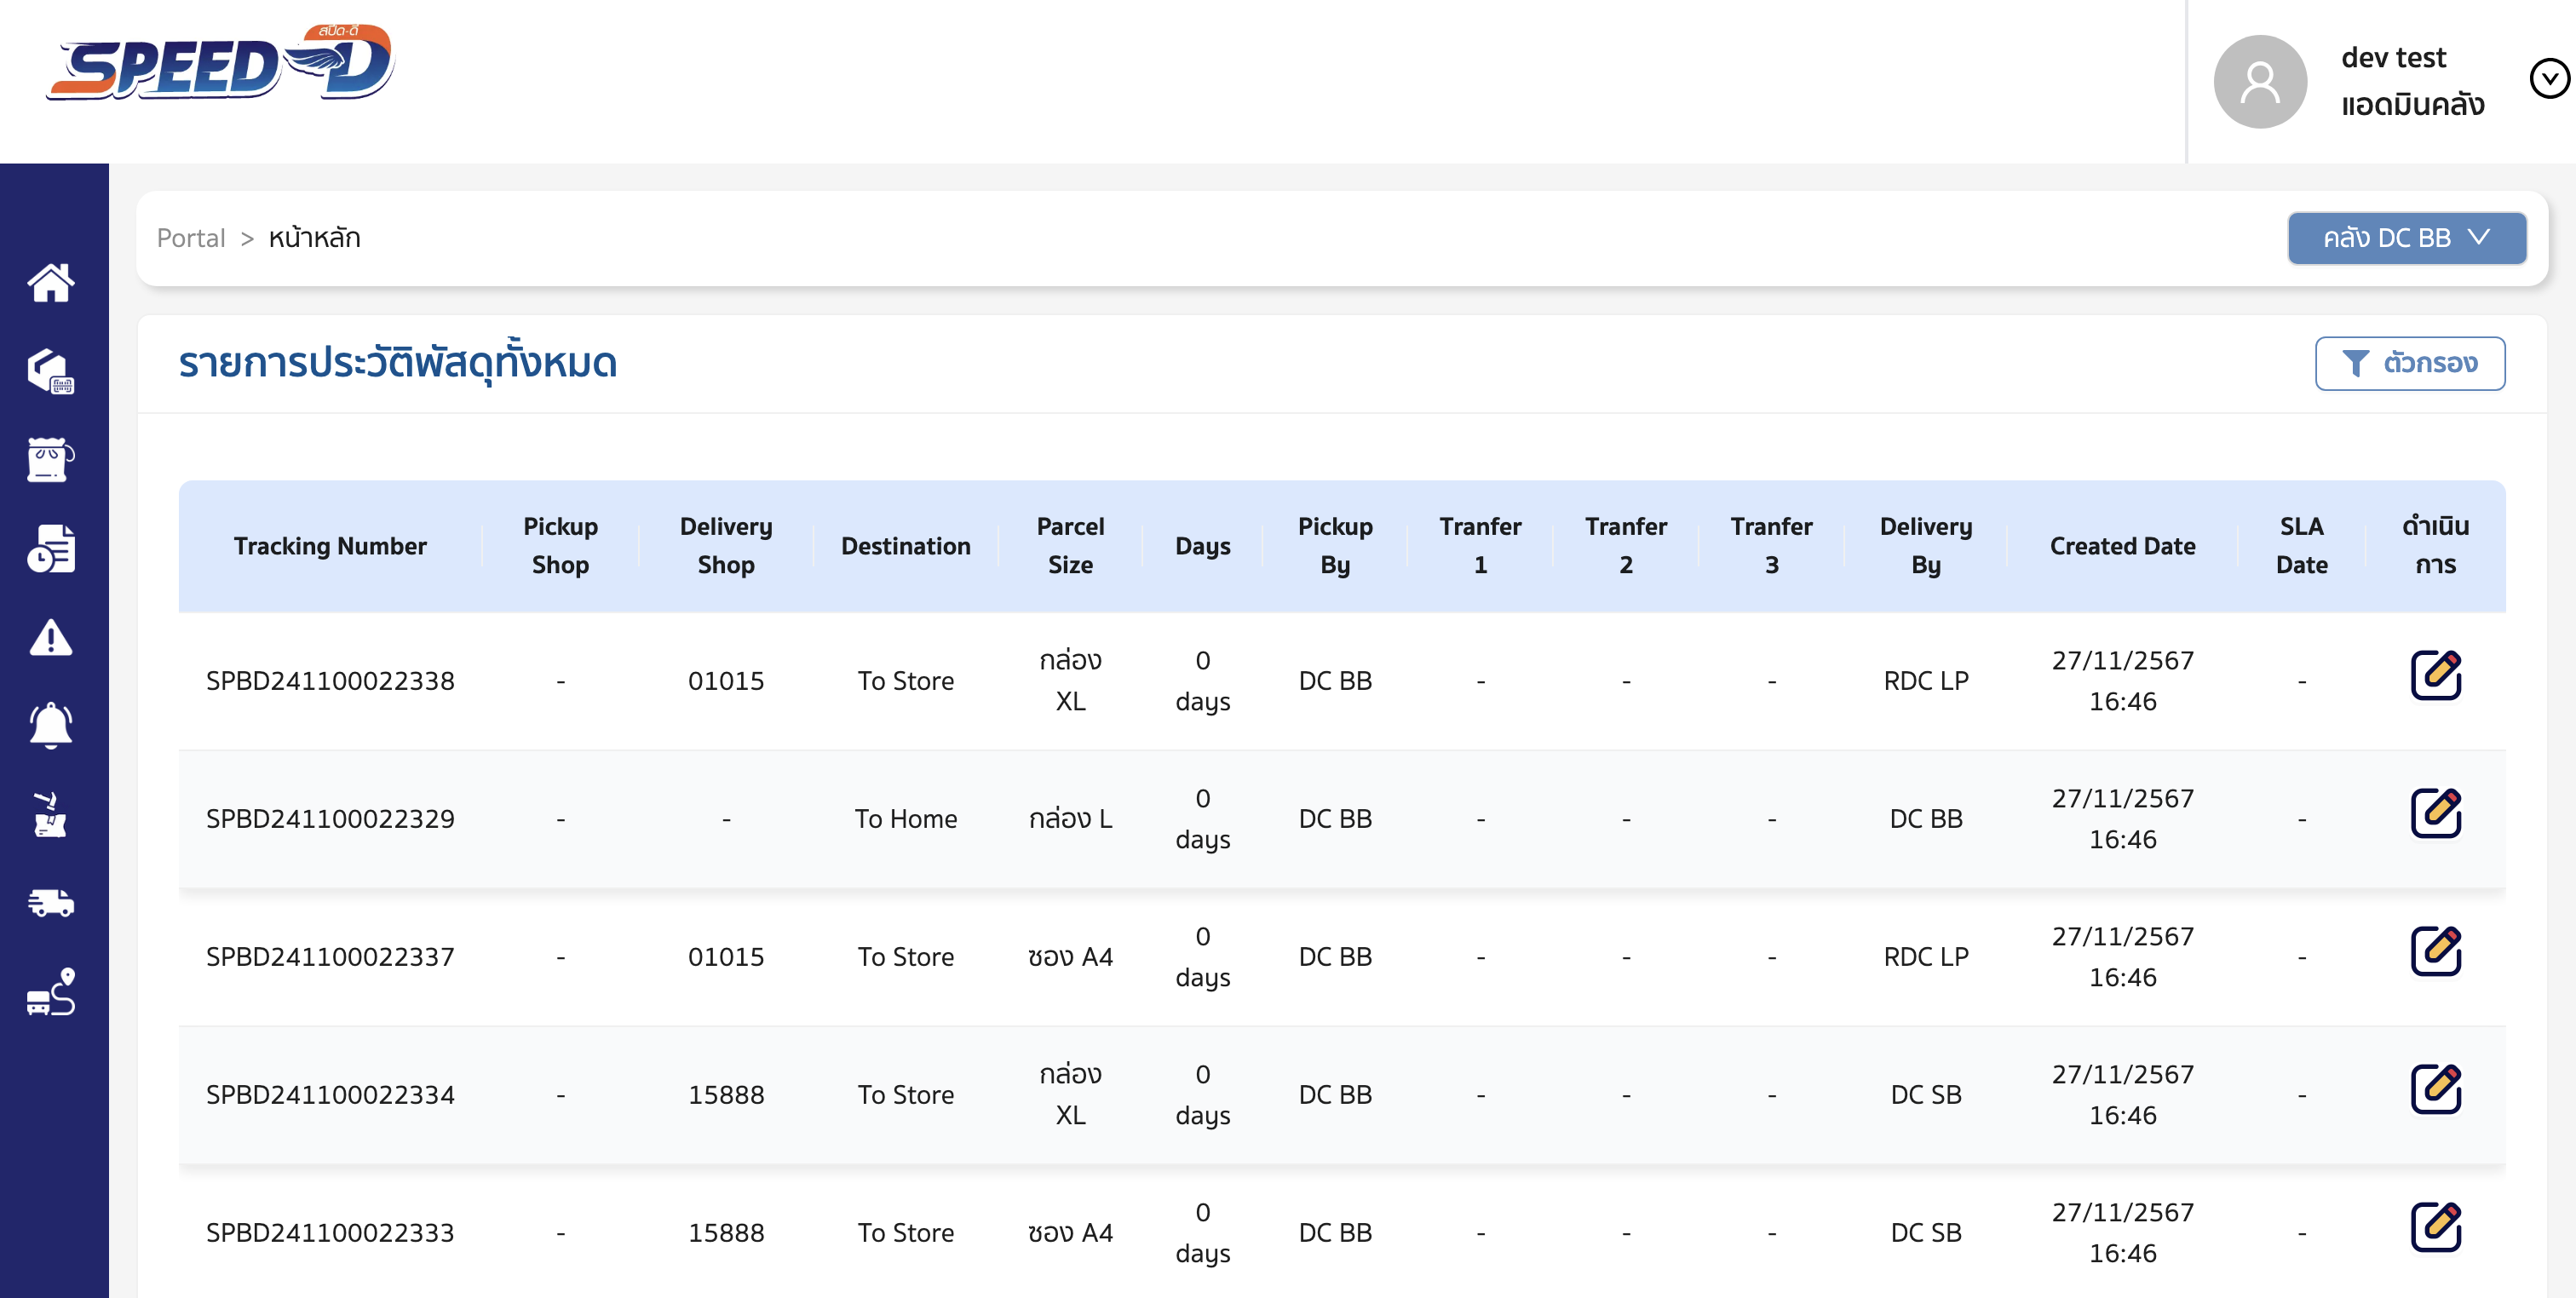 สปีด-ดี
SPEED-D
dev test
แอดมินคลัง
Portal > หน้าหลัก
คลัง DC BB
รายการประวัติพัสดุทั้งหมด
ตัวกรอง
Tracking Number Pickup Shop Delivery Shop Destination Parcel Size Days Pickup By Tranfer 1 Tranfer 2 Tranfer 3 Delivery By Created Date SLA Date ดำเนินการ
SPBD241100022338 - 01015 To Store กล่อง XL 0 days DC BB - - - RDC LP 27/11/2567 16:46 -
SPBD241100022329 - - To Home กล่อง L 0 days DC BB - - - DC BB 27/11/2567 16:46 -
SPBD241100022337 - 01015 To Store ซอง A4 0 days DC BB - - - RDC LP 27/11/2567 16:46 -
SPBD241100022334 - 15888 To Store กล่อง XL 0 days DC BB - - - DC SB 27/11/2567 16:46 -
SPBD241100022333 - 15888 To Store ซอง A4 0 days DC BB - - - DC SB 27/11/2567 16:46 -